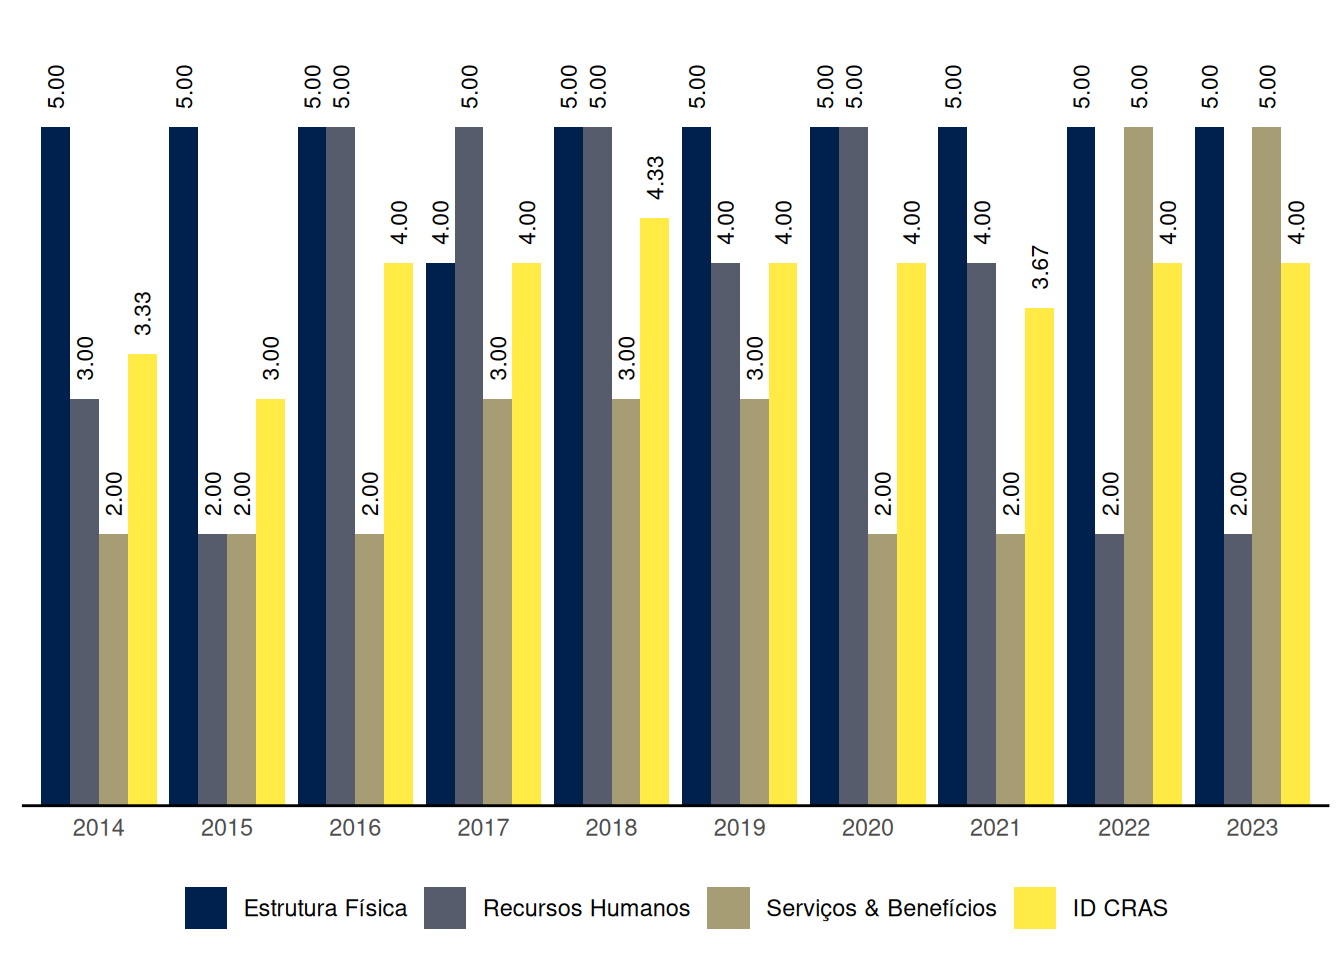 5.00 3.00 2.00 3.33 5.00 2.00 2.00 3.00 5.00 5.00 2.00 4.00 4.00 5.00 3.00 4.00 5.00 5.00 3.00 4.33 5.00 4.00 3.00 4.00 5.00 5.00 2.00 4.00 5.00 4.00 2.00 3.67 5.00 2.00 5.00 4.00 5.00 2.00 5.00 4.00
2014 2015 2016 2017 2018 2019 2020 2021 2022 2023
Estrutura Física Recursos Humanos Serviços & Benefícios ID CRAS